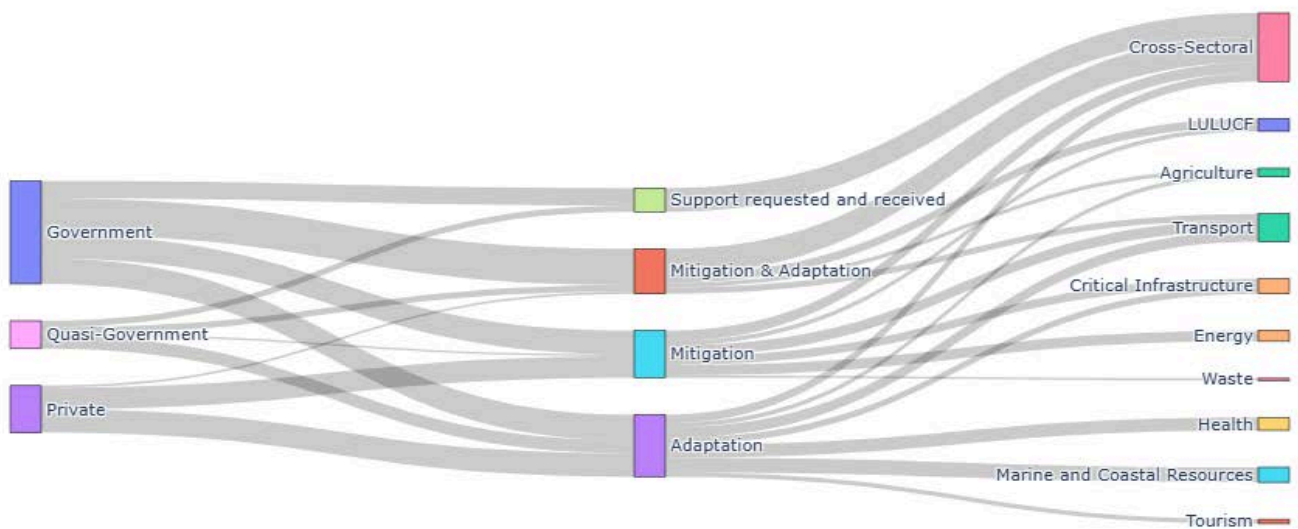 Government
Quasi-Government
Private
Support requested and received
Mitigation & Adaptation
Mitigation
Adaptation
Cross-Sectoral
LULUCF
Agriculture
Transport
Critical Infrastructure
Energy
Waste
Health
Marine and Coastal Resources
Tourism